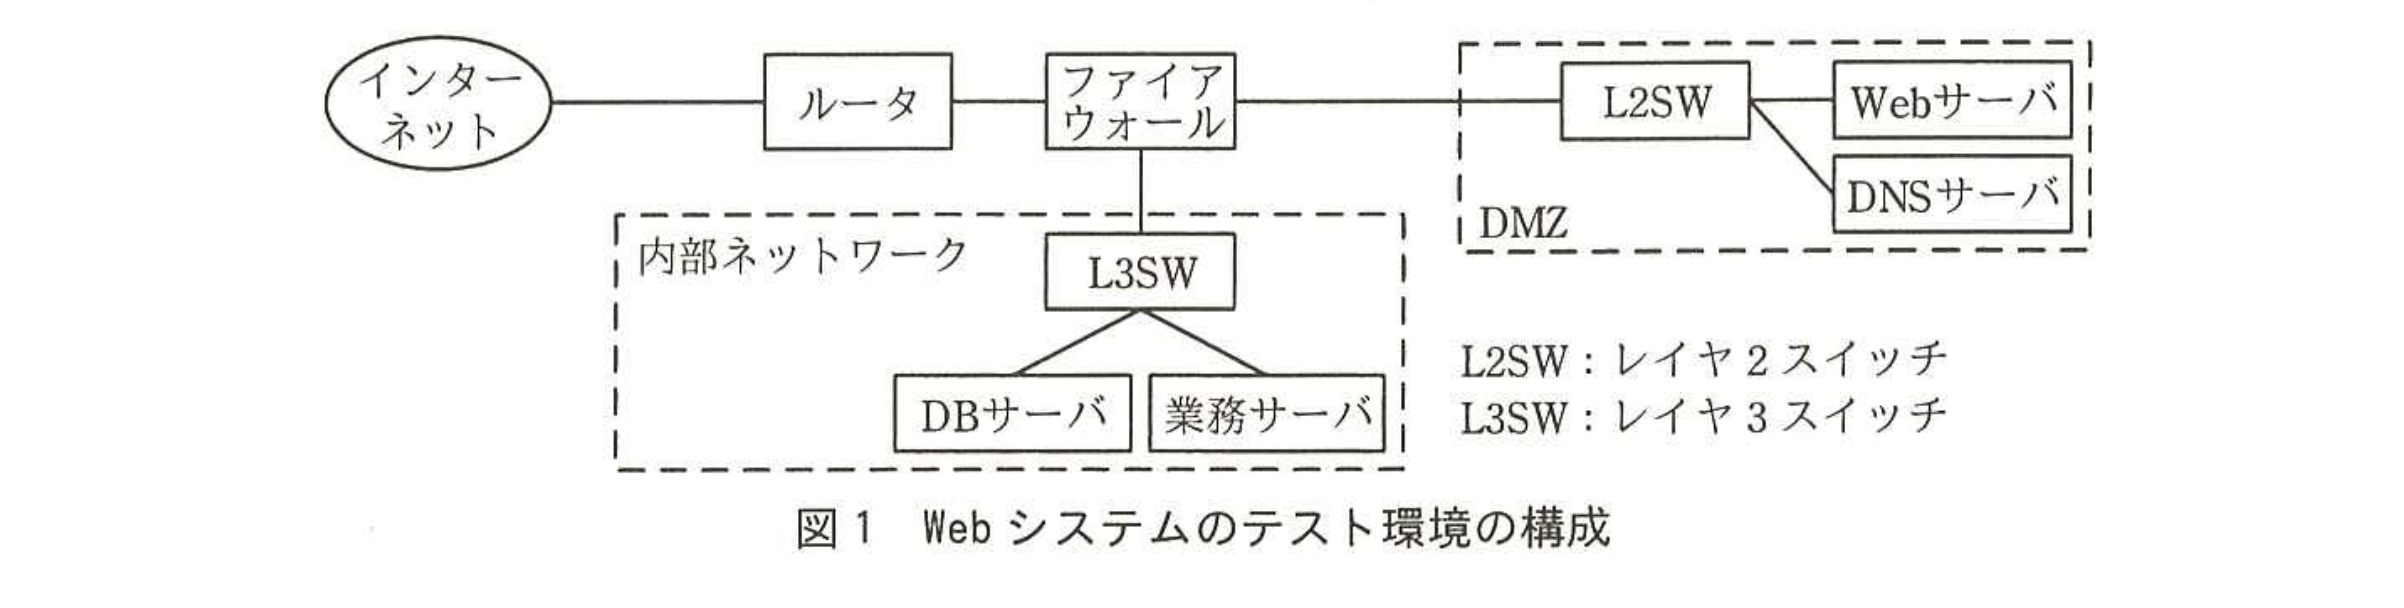 インター
ネット
ルータ
ファイア
ウォール
L2SW
Webサーバ
DNSサーバ
DMZ
内部ネットワーク
L3SW
DBサーバ
業務サーバ
L2SW：レイヤ2スイッチ
L3SW：レイヤ3スイッチ
図1 Webシステムのテスト環境の構成